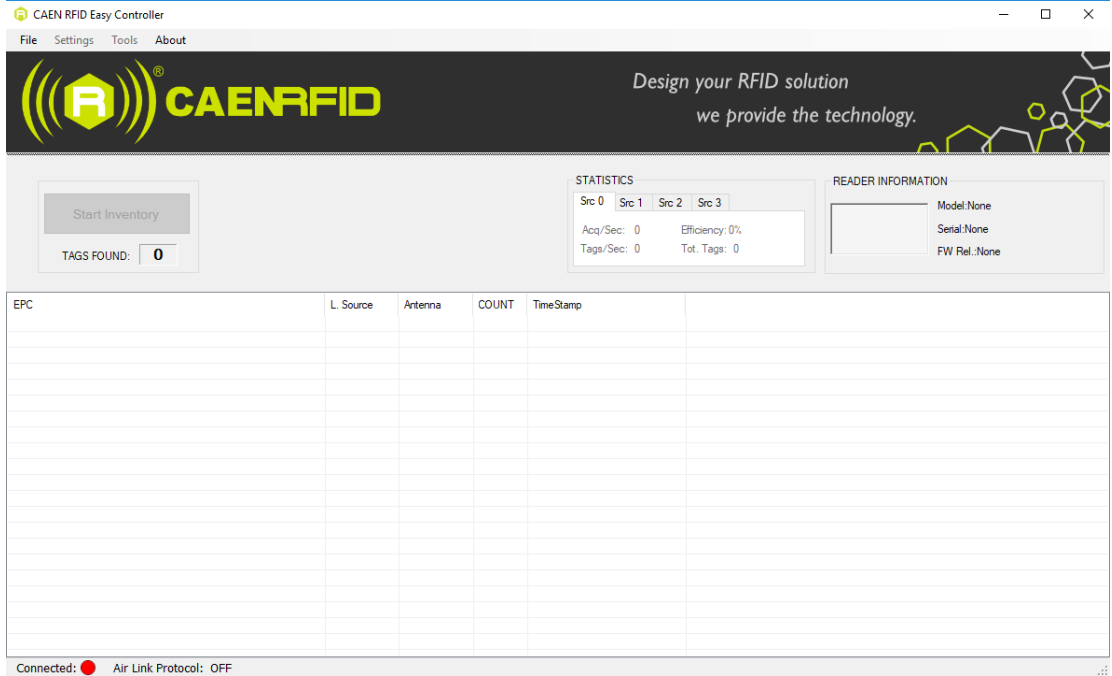 CAEN RFID Easy Controller
File Settings Tools About
R ® CAENRFID
Design your RFID solution
we provide the technology.
Start Inventory
TAGS FOUND: 0
STATISTICS
Src 0 Src 1 Src 2 Src 3
Acq/Sec: 0 Efficiency: 0%
Tags/Sec: 0 Tot. Tags: 0
READER INFORMATION
Model:None
Serial:None
FW Rel.:None
EPC L. Source Antenna COUNT TimeStamp
Connected: Air Link Protocol: OFF